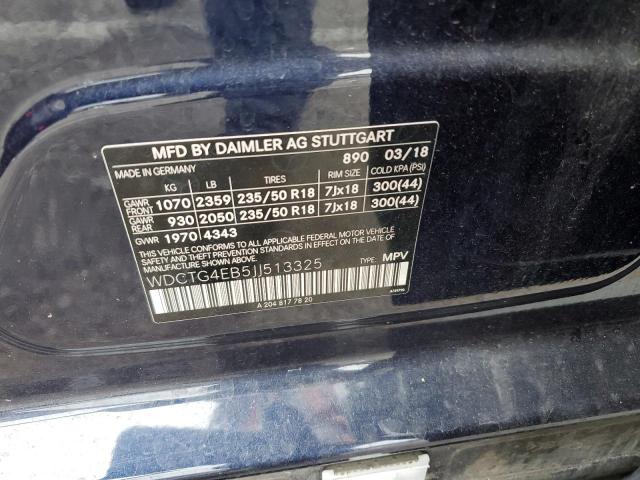 MFD BY DAIMLER AG STUTTGART
MADE IN GERMANY 890 03/18
KG LB TIRES RIM SIZE COLD KPA (PSI)
GAWR FRONT 1070 2359 235/50 R18 7Jx18 300(44)
GAWR REAR 930 2050 235/50 R18 7Jx18 300(44)
GVWR 1970 4343
THIS VEHICLE CONFORMS TO ALL APPLICABLE FEDERAL MOTOR VEHICLE
SAFETY AND THEFT PREVENTION STANDARDS IN EFFECT ON THE DATE OF
MANUFACTURE SHOWN ABOVE.
WDCTG4EB5JJ513325 TYPE: MPV
A 204 817 78 20